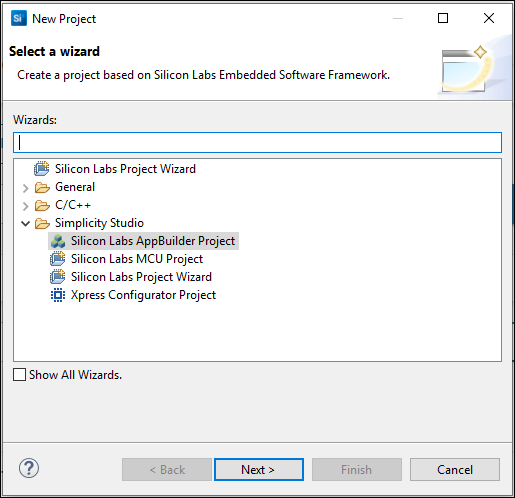 Si New Project
Select a wizard
Create a project based on Silicon Labs Embedded Software Framework.
Wizards:
Silicon Labs Project Wizard
General
C/C++
Simplicity Studio
Silicon Labs AppBuilder Project
Silicon Labs MCU Project
Silicon Labs Project Wizard
Xpress Configurator Project
Show All Wizards.
? < Back Next > Finish Cancel